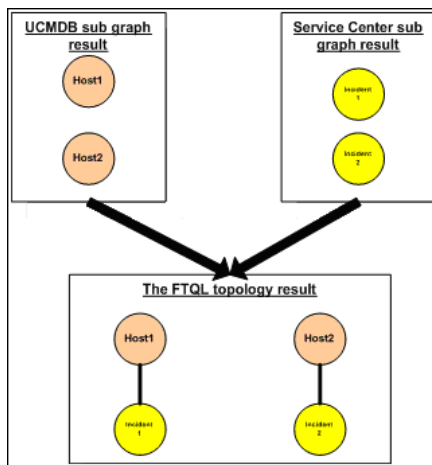 UCMDB sub graph
result
Host1
Host2
Service Center sub
graph result
Incident
1
Incident
2
The FTQL topology result
Host1
Host2
Incident
1
Incident
2